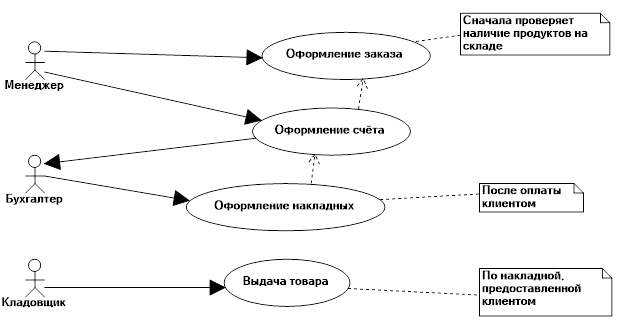 Сначала проверяет
наличие продуктов на
складе
Оформление заказа
Менеджер
Оформление счёта
Бухгалтер
Оформление накладных
После оплаты
клиентом
Кладовщик
Выдача товара
По накладной,
предоставленной
клиентом